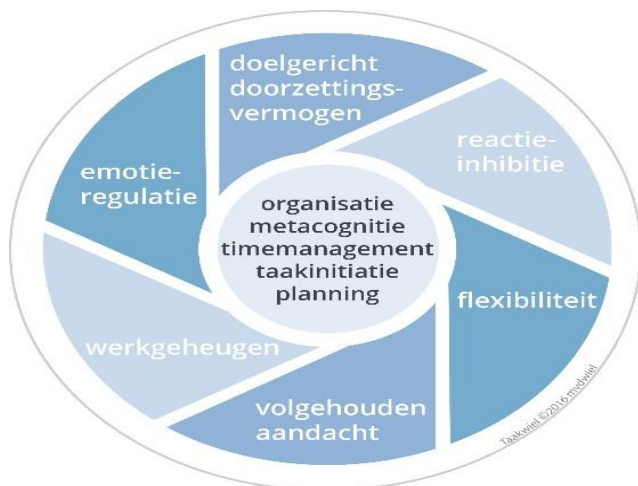 doelgericht
doorzettings-
vermogen
reactie-
inhibitie
emotie-
regulatie
organisatie
metacognitie
timemanagement
taakinitiatie
planning
flexibiliteit
werkgeheugen
volgehouden
aandacht
Taakwiel ©2016 mvdwiel